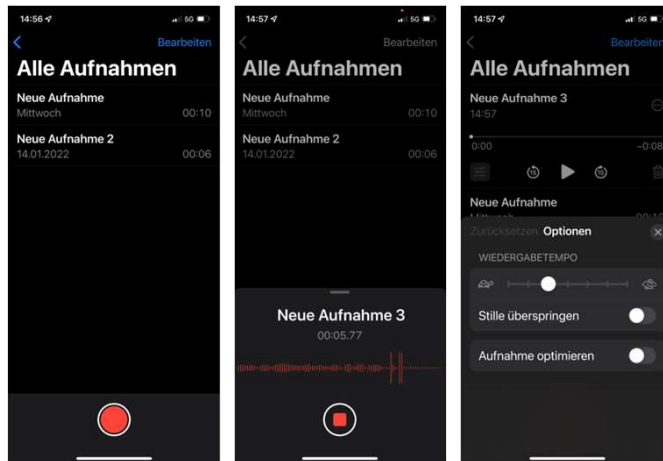 14:56
5G
Bearbeiten
Alle Aufnahmen
Neue Aufnahme
Mittwoch 00:10
Neue Aufnahme 2
14.01.2022 00:06
14:57
5G
Bearbeiten
Alle Aufnahmen
Neue Aufnahme
Mittwoch 00:10
Neue Aufnahme 2
14.01.2022 00:06
Neue Aufnahme 3
00:05,77
14:57
5G
Bearbeiten
Alle Aufnahmen
Neue Aufnahme 3
14:57
0:00 –0:08
15 15
Neue Aufnahme
Mittwoch 00:10
Zurücksetzen Optionen
WIEDERGABETEMPO
Stille überspringen
Aufnahme optimieren